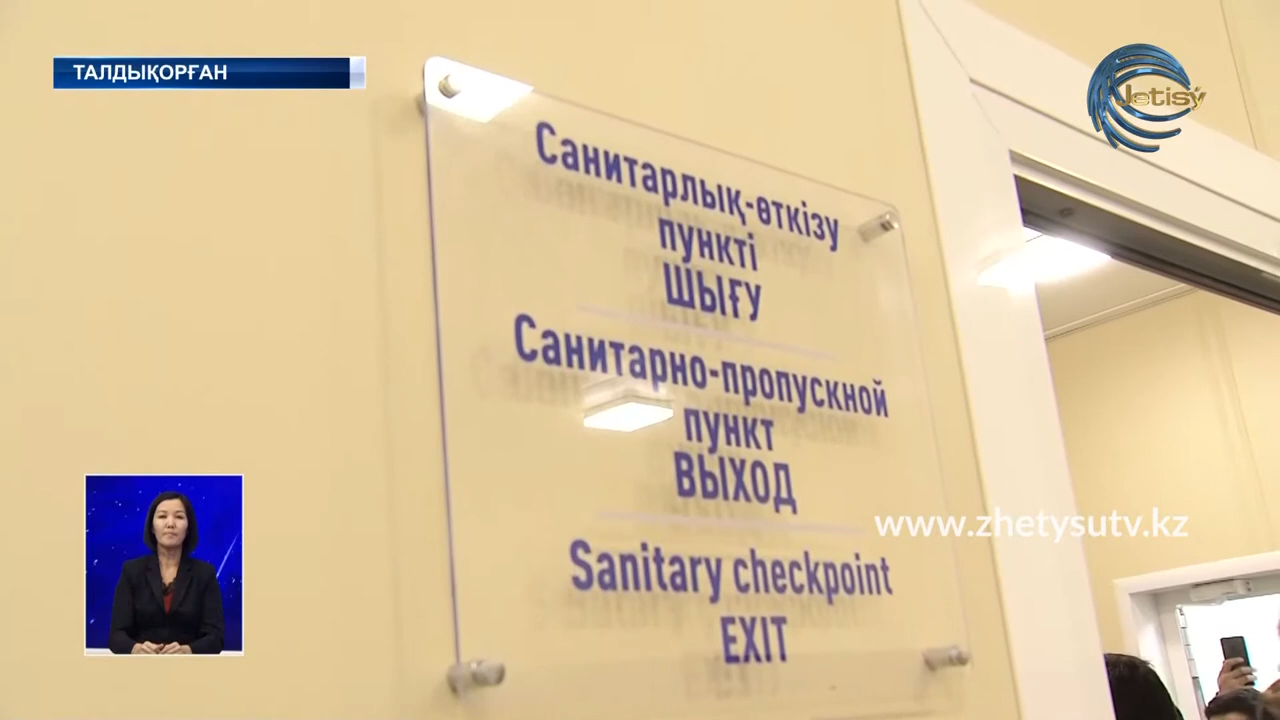 ТАЛДЫҚОРҒАН
Jetisý
Санитарлық-өткізу
пункті
ШЫҒУ
Санитарно-пропускной
пункт
ВЫХОД
www.zhetysutv.kz
Sanitary checkpoint
EXIT